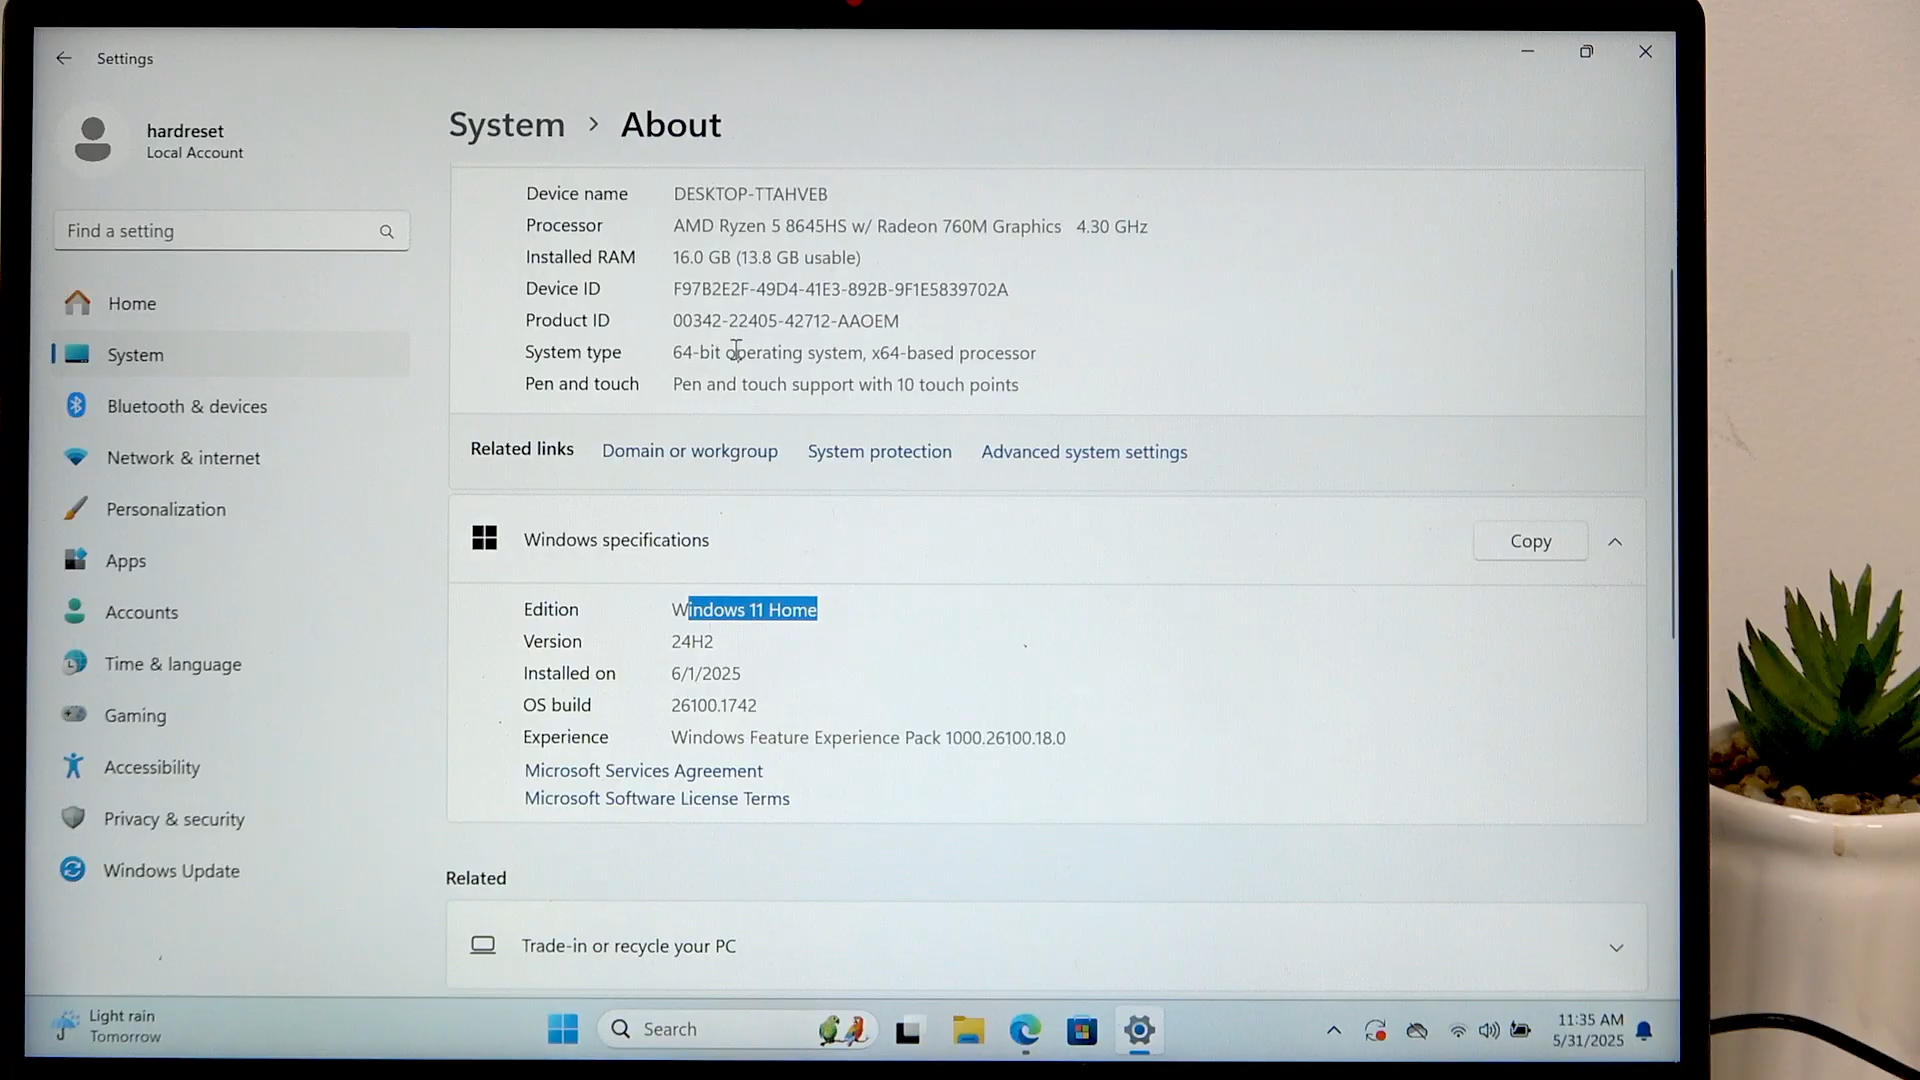 Settings
hardreset
Local Account
Find a setting
Home
System
Bluetooth & devices
Network & internet
Personalization
Apps
Accounts
Time & language
Gaming
Accessibility
Privacy & security
Windows Update
System > About
Device name DESKTOP-TTAHVEB
Processor AMD Ryzen 5 8645HS w/ Radeon 760M Graphics 4.30 GHz
Installed RAM 16.0 GB (13.8 GB usable)
Device ID F97B2E2F-49D4-41E3-892B-9F1E5839702A
Product ID 00342-22405-42712-AAOEM
System type 64-bit operating system, x64-based processor
Pen and touch Pen and touch support with 10 touch points
Related links Domain or workgroup System protection Advanced system settings
Windows specifications Copy
Edition Windows 11 Home
Version 24H2
Installed on 6/1/2025
OS build 26100.1742
Experience Windows Feature Experience Pack 1000.26100.18.0
Microsoft Services Agreement
Microsoft Software License Terms
Related
Trade-in or recycle your PC
Light rain
Tomorrow
Search
11:35 AM
5/31/2025